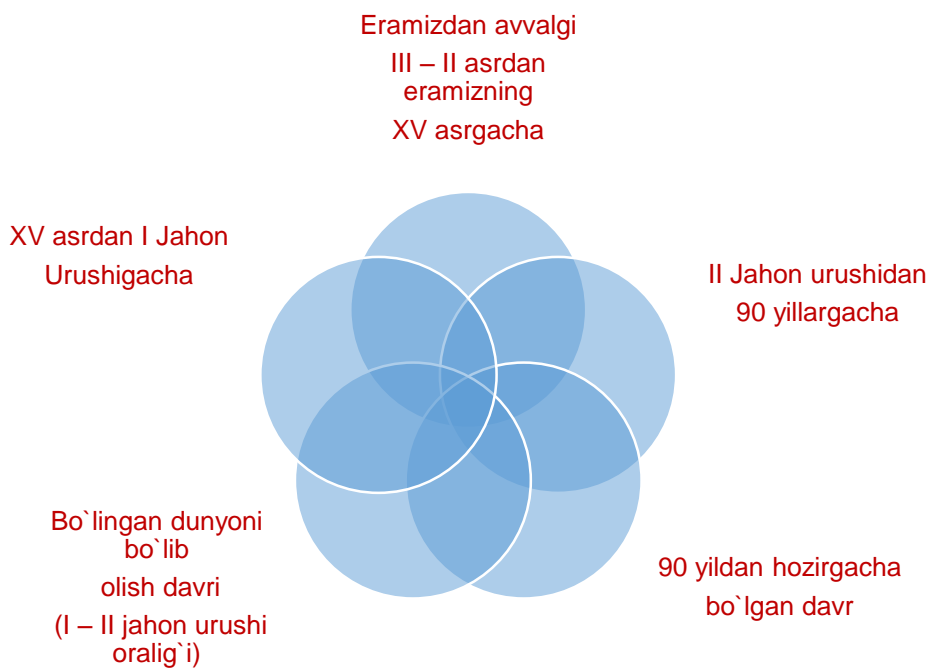 Eramizdan avvalgi
III – II asrdan
eramizning
XV asrgacha
XV asrdan I Jahon
Urushigacha
II Jahon urushidan
90 yillargacha
Bo`lingan dunyoni
bo`lib
olish davri
(I – II jahon urushi
oralig`i)
90 yildan hozirgacha
bo`lgan davr